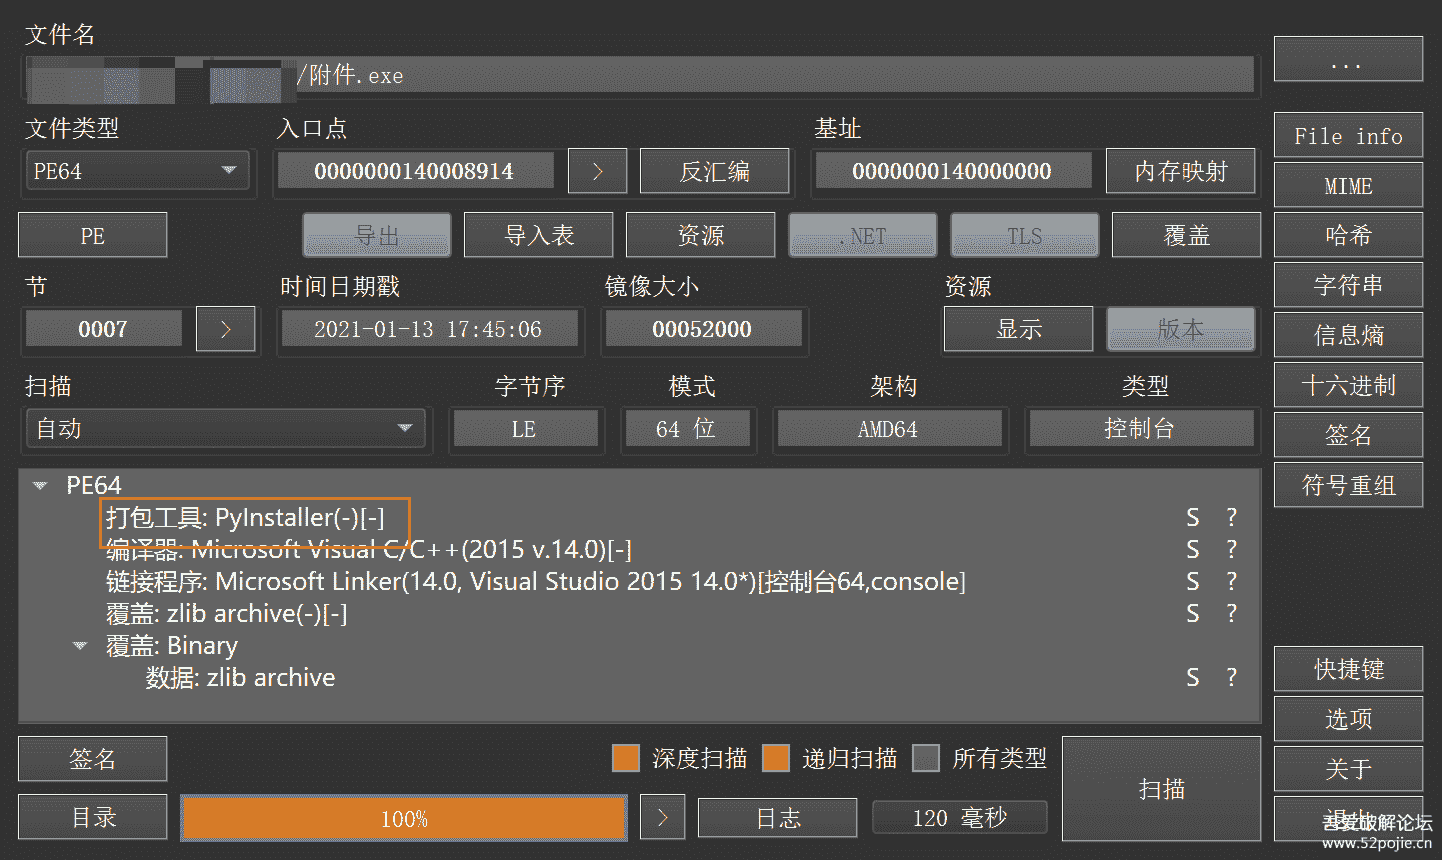 文件名
/附件.exe
...
文件类型
入口点
基址
File info
PE64
0000000140008914
>
反汇编
0000000140000000
内存映射
MIME
PE
导出
导入表
资源
.NET
TLS
覆盖
哈希
节
时间日期戳
镜像大小
资源
字符串
0007
>
2021-01-13 17:45:06
00052000
显示
版本
信息熵
扫描
字节序
模式
架构
类型
十六进制
自动
LE
64 位
AMD64
控制台
签名
PE64
符号重组
打包工具: PyInstaller(-)[-]
S ?
编译器: Microsoft Visual C/C++(2015 v.14.0)[-]
S ?
链接程序: Microsoft Linker(14.0, Visual Studio 2015 14.0*)[控制台64,console]
S ?
覆盖: zlib archive(-)[-]
S ?
覆盖: Binary
数据: zlib archive
S ?
快捷键
选项
签名
深度扫描
递归扫描
所有类型
扫描
关于
目录
100%
>
日志
120 毫秒
吾爱破解论坛
www.52pojie.cn